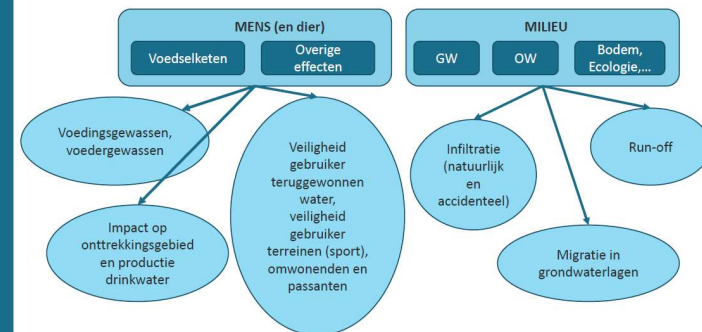 MENS (en dier)
Voedselketen
Overige
effecten
MILIEU
GW
OW
Bodem,
Ecologie,...
Voedingsgewassen,
voedergewassen
Impact op
onttrekkingsgebied
en productie
drinkwater
Veiligheid
gebruiker
teruggewonnen
water,
veiligheid
gebruiker
terreinen (sport),
omwonenden en
passanten
Infiltratie
(natuurlijk
en
accidenteel)
Migratie in
grondwaterlagen
Run-off